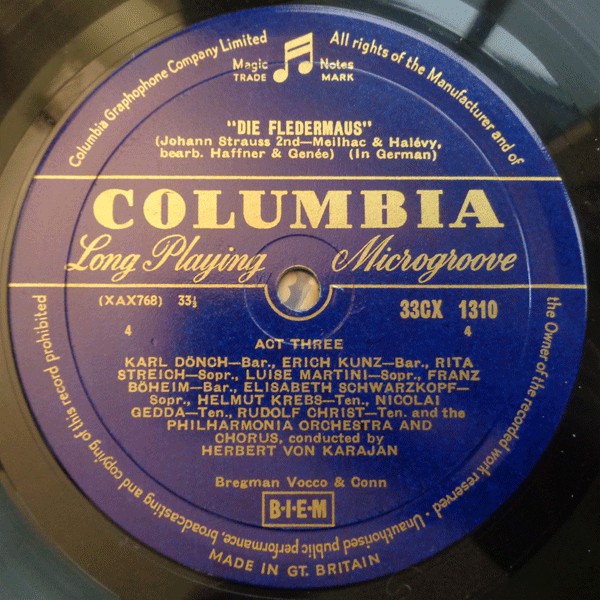 Columbia Graphophone Company Limited
All rights of the Manufacturer and of
the Owner of the recorded work reserved · Unauthorised public performance, broadcasting and copying of this record prohibited
Magic Notes
TRADE MARK
"DIE FLEDERMAUS"
(Johann Strauss 2nd—Meilhac & Halévy,
bearb. Haffner & Genée) (In German)
COLUMBIA
Long Playing Microgroove
(XAX768) 33⅓ 33CX 1310
4 4
ACT THREE
KARL DÖNCH—Bar., ERICH KUNZ—Bar., RITA
STREICH—Sopr., LUISE MARTINI—Sopr., FRANZ
BÖHEIM—Bar., ELISABETH SCHWARZKOPF—
Sopr., HELMUT KREBS—Ten., NICOLAI
GEDDA—Ten., RUDOLF CHRIST—Ten. and the
PHILHARMONIA ORCHESTRA AND
CHORUS, conducted by
HERBERT VON KARAJAN
Bregman Vocco & Conn
B·I·E·M
MADE IN GT. BRITAIN